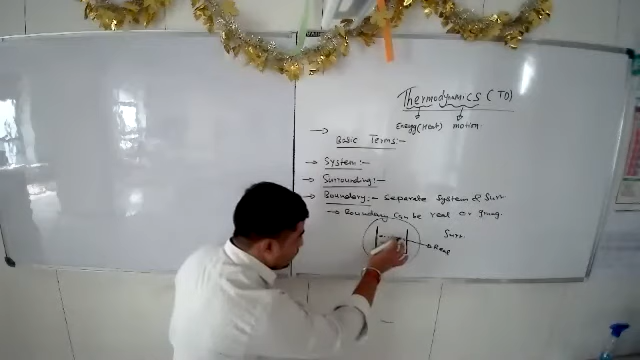 Thermodynamics (TD)
Energy (Heat) motion
→ Basic Terms:-
→ System:-
→ Surrounding:-
→ Boundary:- separate System & Surr
→ Boundary can be real or imag.
Surr.
Real